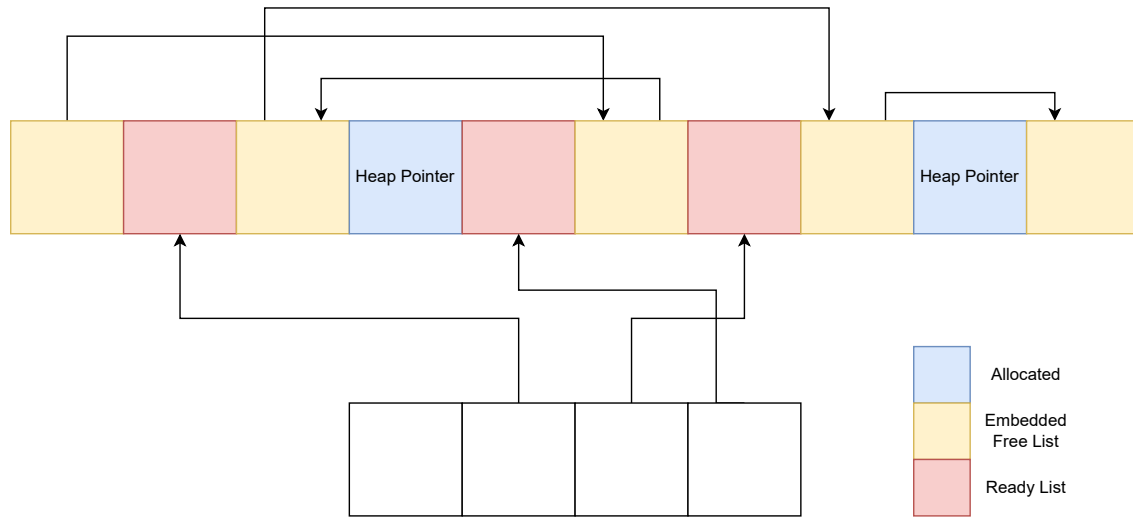 Heap Pointer
Heap Pointer
Allocated
Embedded
Free List
Ready List